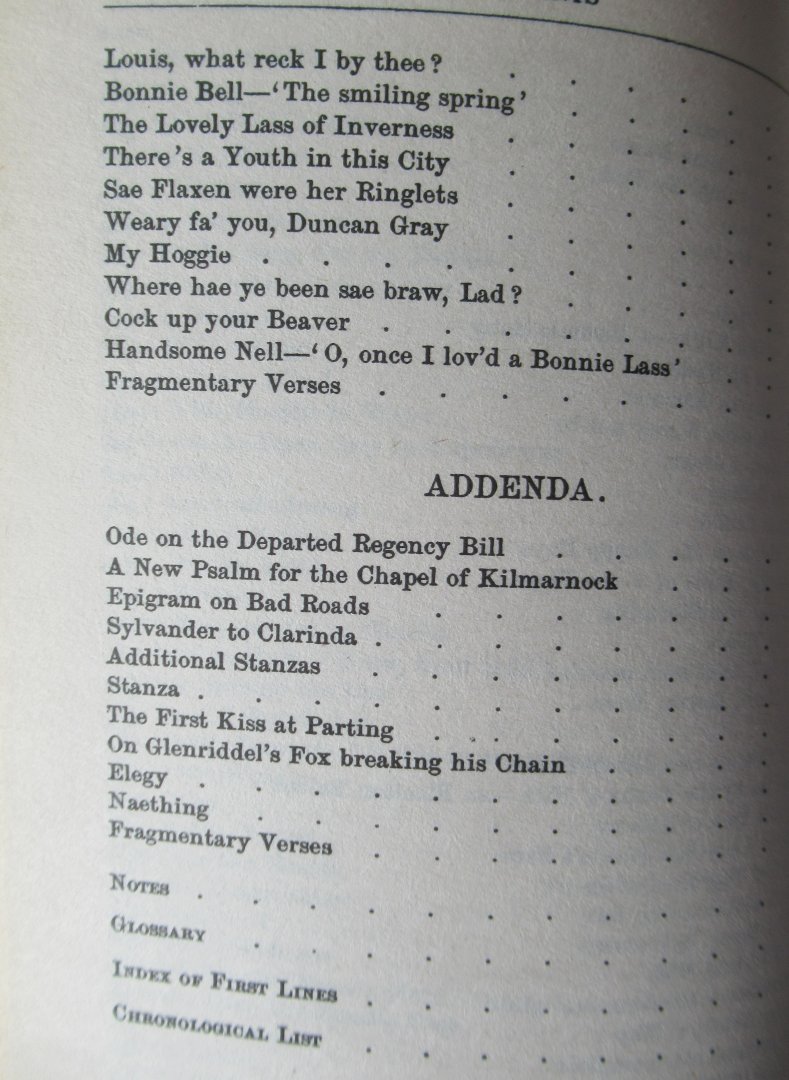 Louis, what reck I by thee?
Bonnie Bell—‘The smiling spring’
The Lovely Lass of Inverness
There's a Youth in this City
Sae Flaxen were her Ringlets
Weary fa' you, Duncan Gray
My Hoggie
Where hae ye been sae braw, Lad?
Cock up your Beaver
Handsome Nell—‘O, once I lov'd a Bonnie Lass’
Fragmentary Verses
ADDENDA.
Ode on the Departed Regency Bill
A New Psalm for the Chapel of Kilmarnock
Epigram on Bad Roads
Sylvander to Clarinda
Additional Stanzas
Stanza
The First Kiss at Parting
On Glenriddel's Fox breaking his Chain
Elegy
Naething
Fragmentary Verses
NOTES
GLOSSARY
INDEX OF FIRST LINES
CHRONOLOGICAL LIST